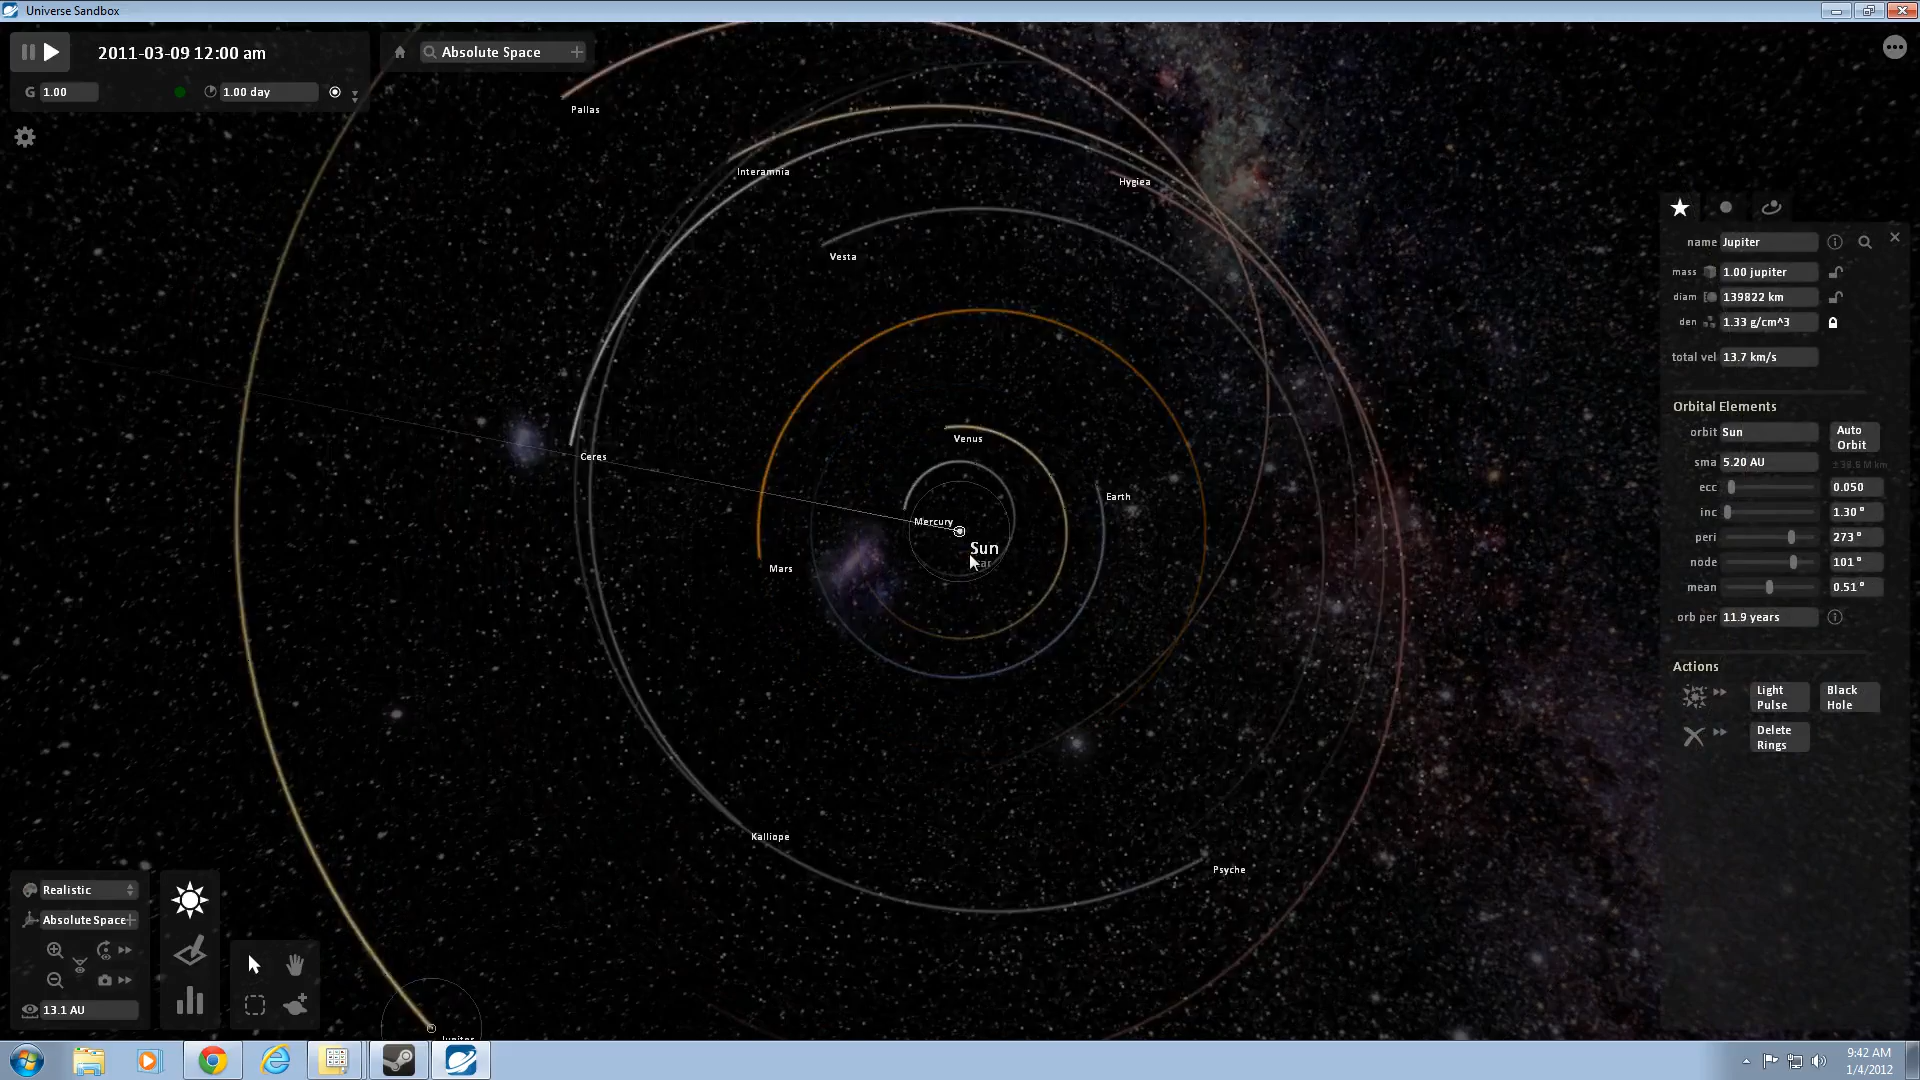 Universe Sandbox
2011-03-09 12:00 am
Absolute Space
G 1.00
1.00 day
Pallas
Interamnia
Hygiea
Vesta
name Jupiter
mass 1.00 jupiter
diam 139822 km
den 1.33 g/cm^3
total vel 13.7 km/s
Orbital Elements
orbit Sun
Auto
Orbit
sma 5.20 AU
ecc 0.050
inc 1.30°
peri 273°
node 101°
mean 0.51°
orb per 11.9 years
Actions
Light
Pulse
Black
Hole
Delete
Rings
Venus
Ceres
Earth
Mercury
Sun
Mars
Kalliope
Psyche
Realistic
Absolute Space
13.1 AU
Jupiter
9:42 AM
1/4/2012